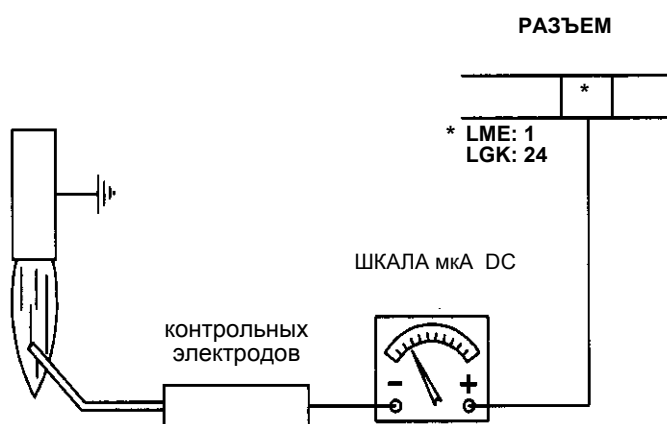 РАЗЪЕМ
*
* LME: 1
LGK: 24
ШКАЛА мкА DC
контрольных
электродов
- +